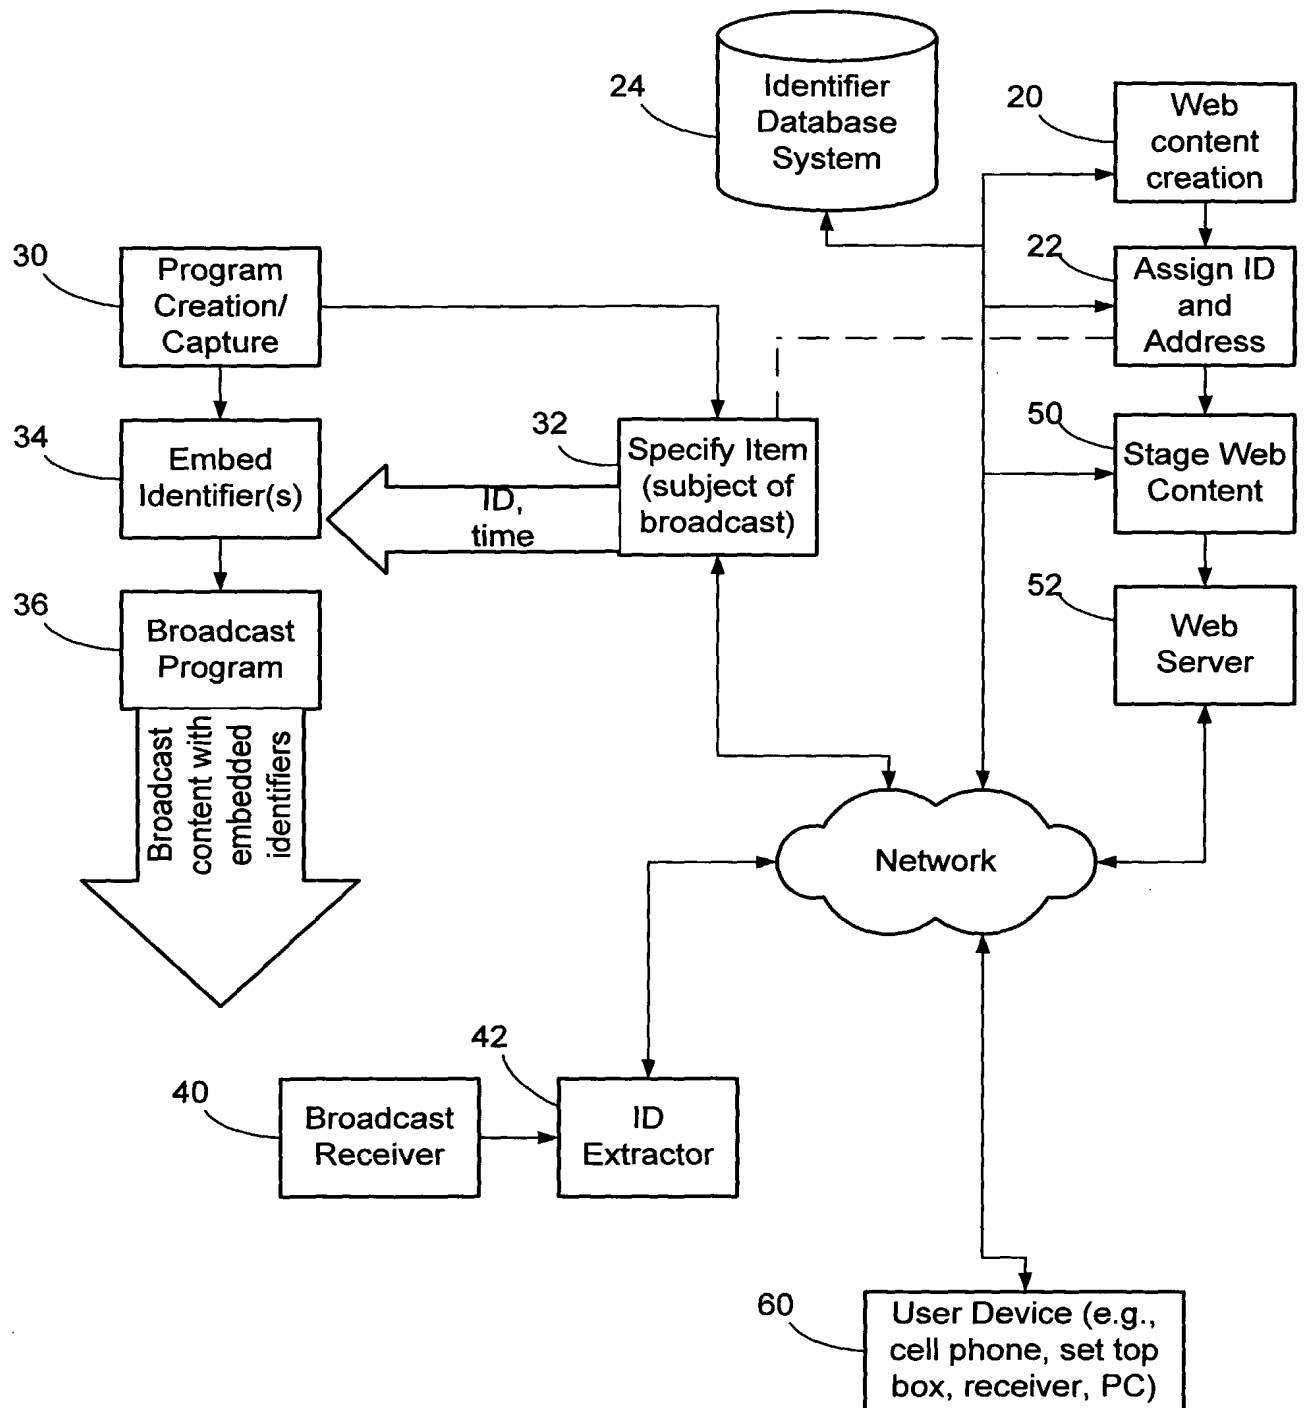 24
Identifier
Database
System
20
Web
content
creation
30
Program
Creation/
Capture
22
Assign ID
and
Address
34
Embed
Identifier(s)
ID,
time
32
Specify Item
(subject of
broadcast)
50
Stage Web
Content
36
Broadcast
Program
52
Web
Server
Broadcast
content with
embedded
identifiers
Network
40
Broadcast
Receiver
42
ID
Extractor
60
User Device (e.g.,
cell phone, set top
box, receiver, PC)